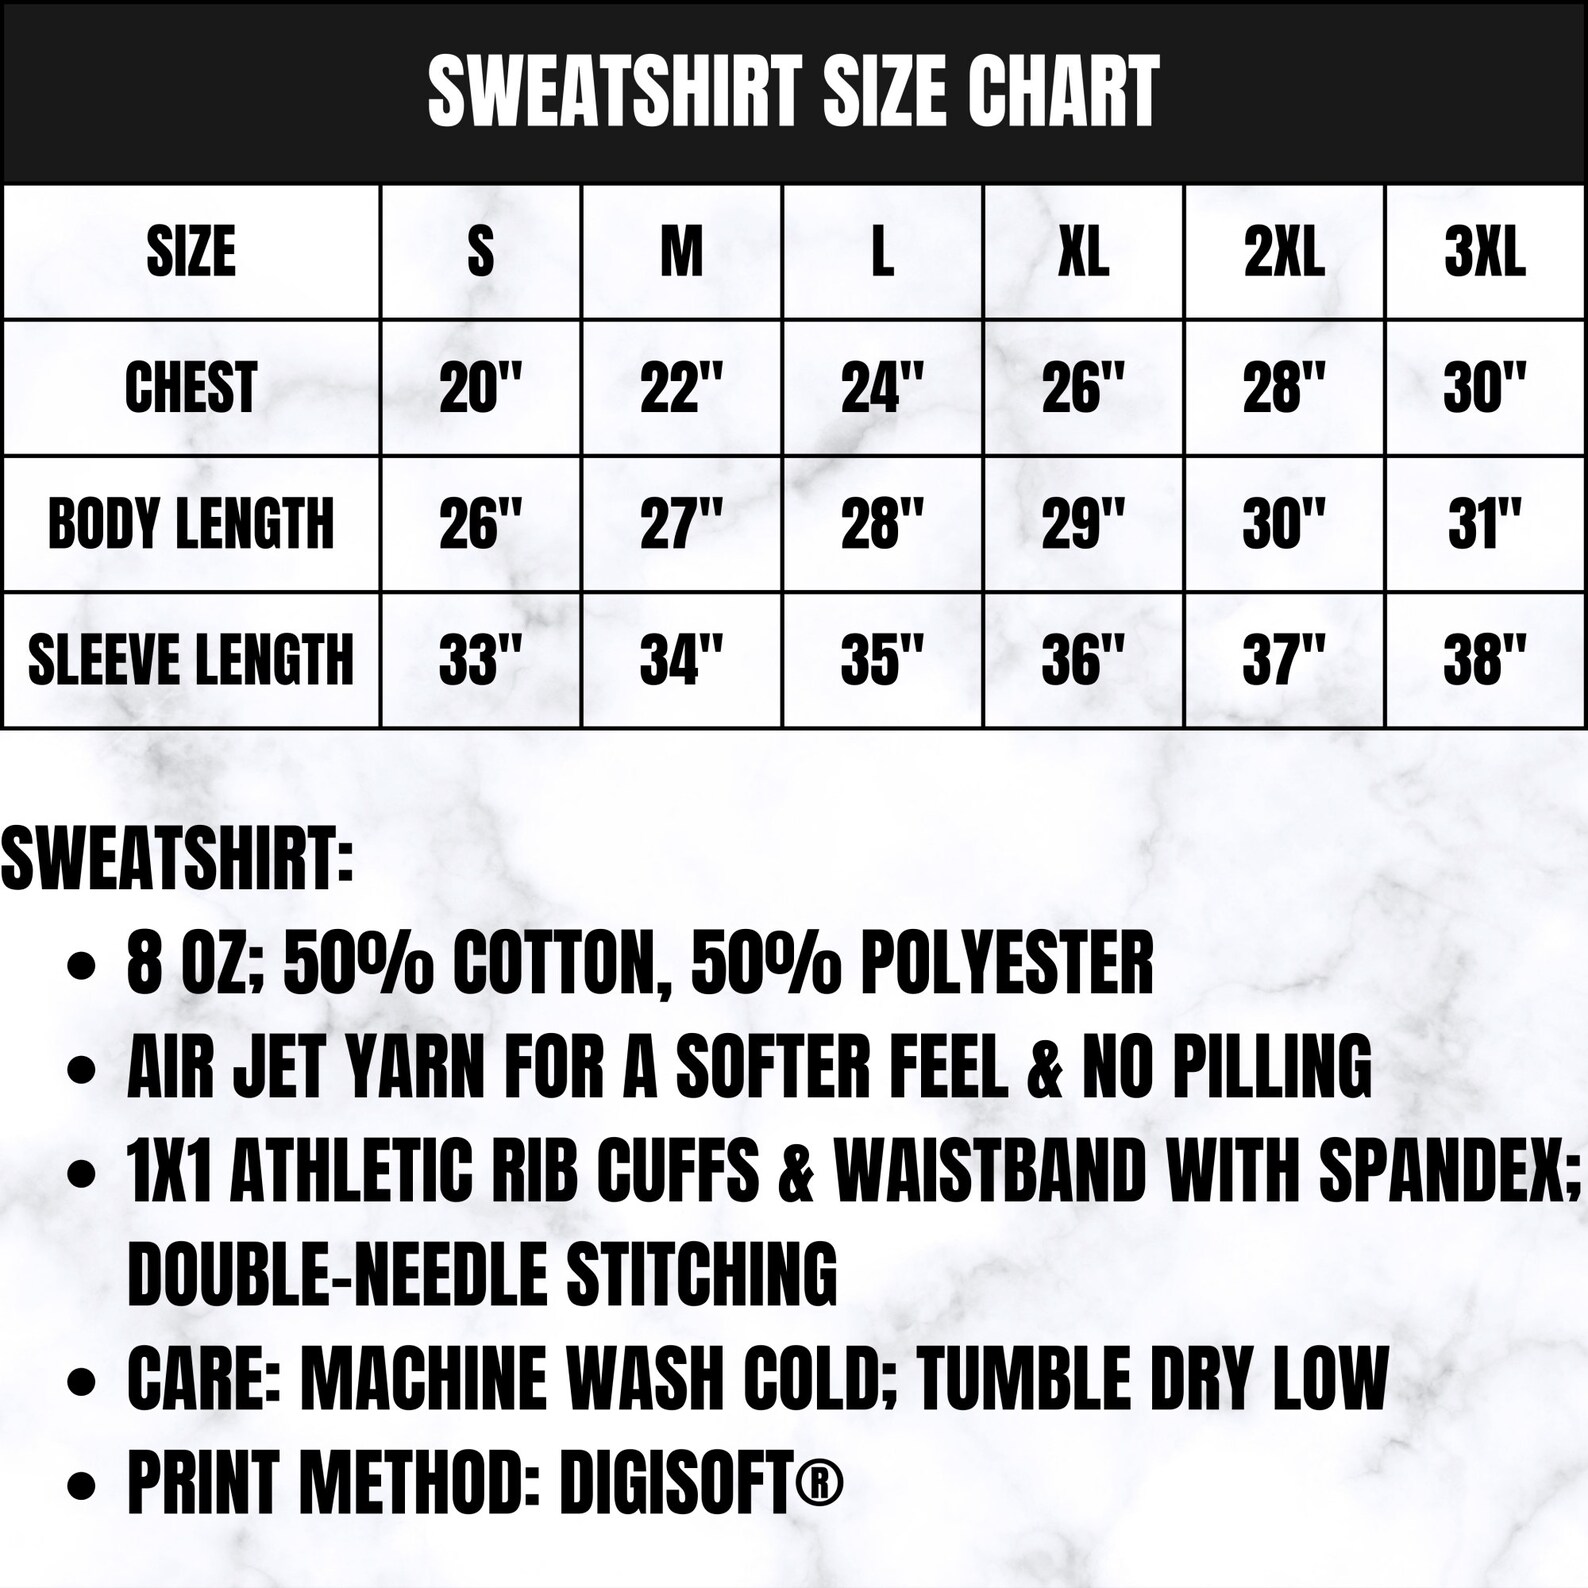 SWEATSHIRT SIZE CHART
SIZE S M L XL 2XL 3XL
CHEST 20" 22" 24" 26" 28" 30"
BODY LENGTH 26" 27" 28" 29" 30" 31"
SLEEVE LENGTH 33" 34" 35" 36" 37" 38"
SWEATSHIRT:
• 8 OZ; 50% COTTON, 50% POLYESTER
• AIR JET YARN FOR A SOFTER FEEL & NO PILLING
• 1X1 ATHLETIC RIB CUFFS & WAISTBAND WITH SPANDEX;
DOUBLE-NEEDLE STITCHING
• CARE: MACHINE WASH COLD; TUMBLE DRY LOW
• PRINT METHOD: DIGISOFT®